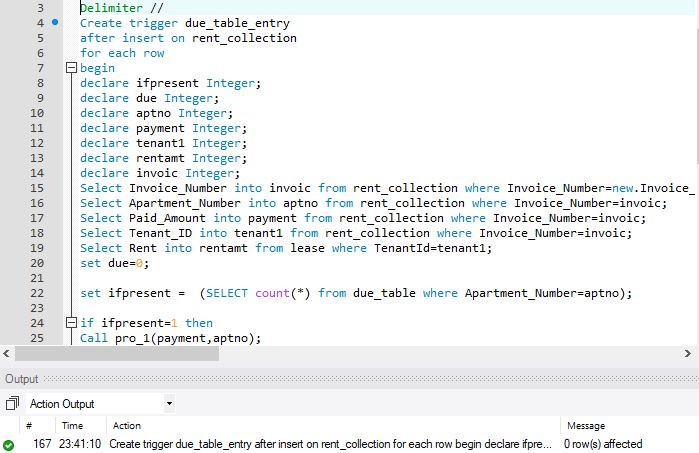 3 Delimiter //
4 Create trigger due_table_entry
5 after insert on rent_collection
6 for each row
7 begin
8 declare ifpresent Integer;
9 declare due Integer;
10 declare aptno Integer;
11 declare payment Integer;
12 declare tenant1 Integer;
13 declare rentamt Integer;
14 declare invoic Integer;
15 Select Invoice_Number into invoic from rent_collection where Invoice_Number=new.Invoice_
16 Select Apartment_Number into aptno from rent_collection where Invoice_Number=invoic;
17 Select Paid_Amount into payment from rent_collection where Invoice_Number=invoic;
18 Select Tenant_ID into tenant1 from rent_collection where Invoice_Number=invoic;
19 Select Rent into rentamt from lease where TenantId=tenant1;
20 set due=0;
21
22 set ifpresent = (SELECT count(*) from due_table where Apartment_Number=aptno);
23
24 if ifpresent=1 then
25 Call pro_1(payment,aptno);
Output
Action Output
# Time Action Message
167 23:41:10 Create trigger due_table_entry after insert on rent_collection for each row begin declare ifpre... 0 row(s) affected